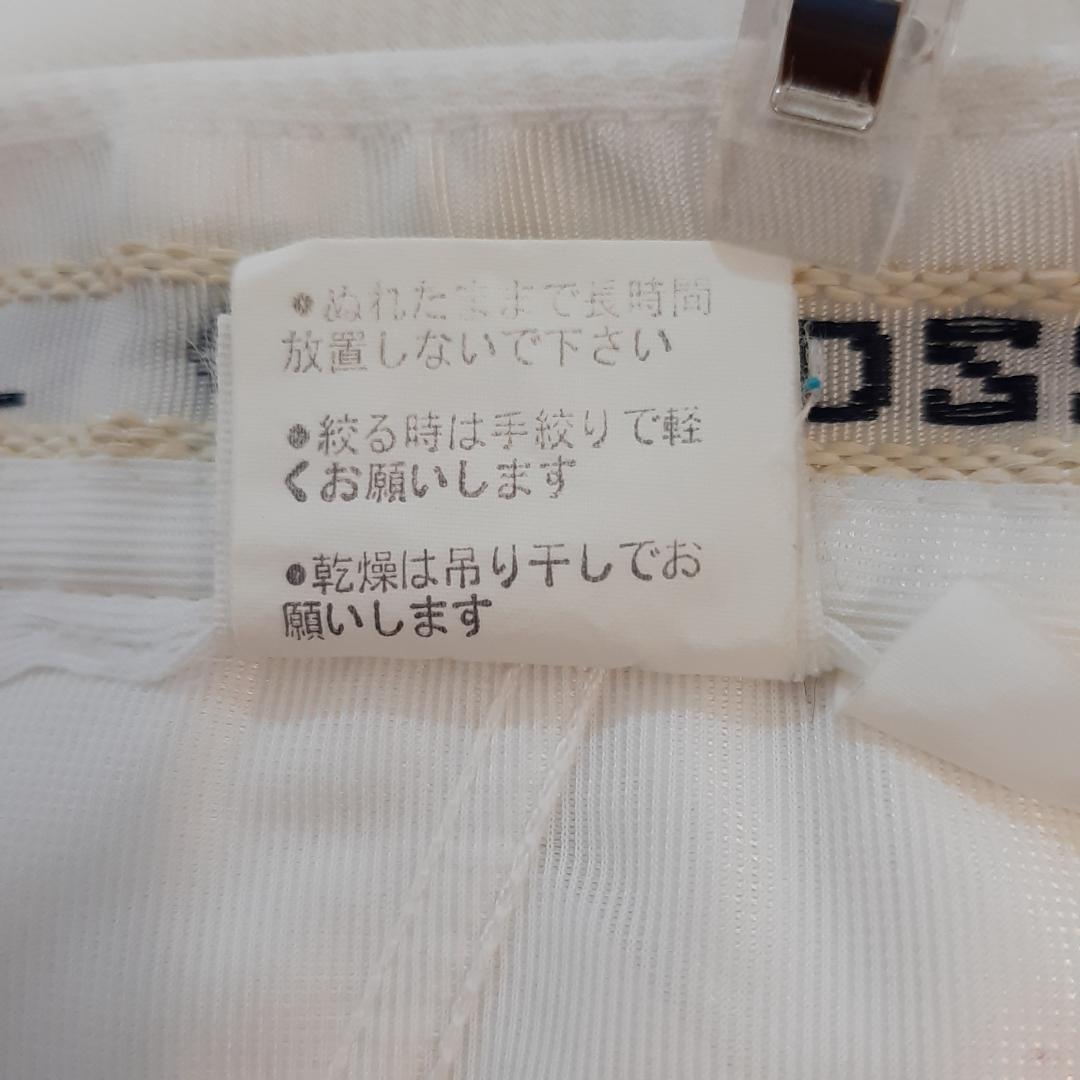 ●ぬれたままで長時間
放置しないで下さい
●絞る時は手絞りで軽
くお願いします
●乾燥は吊り干しでお
願いします